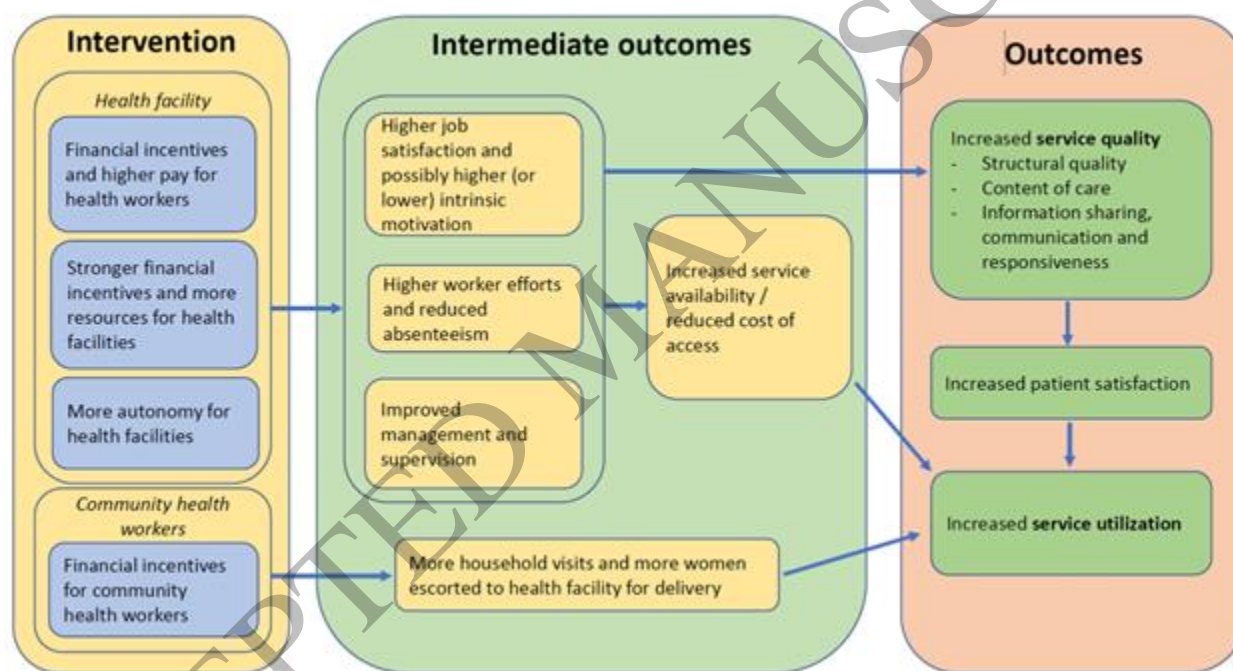 Intervention
Health facility
Financial incentives
and higher pay for
health workers
Stronger financial
incentives and more
resources for health
facilities
More autonomy for
health facilities
Community health
workers
Financial incentives
for community
health workers
Intermediate outcomes
Higher job
satisfaction and
possibly higher (or
lower) intrinsic
motivation
Higher worker efforts
and reduced
absenteeism
Improved
management and
supervision
Increased service
availability /
reduced cost of
access
More household visits and more women
escorted to health facility for delivery
Outcomes
Increased service quality
- Structural quality
- Content of care
- Information sharing,
communication and
responsiveness
Increased patient satisfaction
Increased service utilization
PTED MANUSC